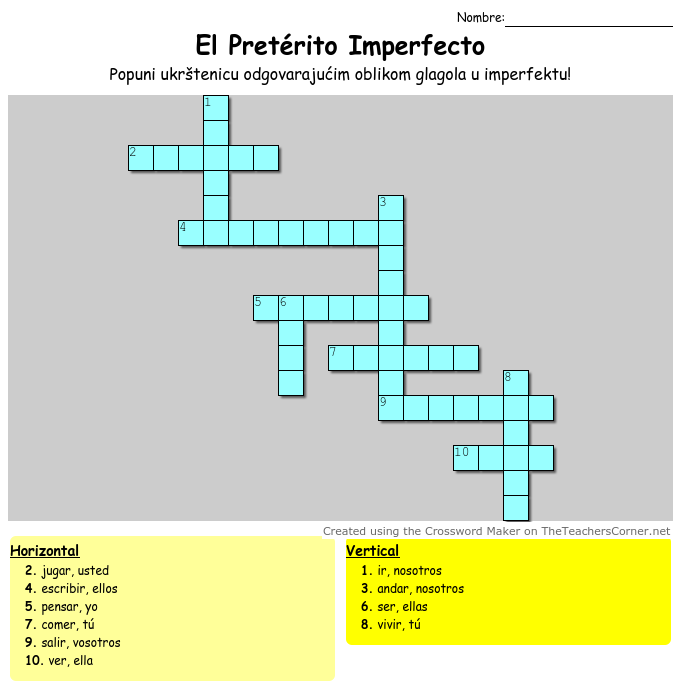 Nombre:
El Pretérito Imperfecto
Popuni ukrštenicu odgovarajućim oblikom glagola u imperfektu!
1
2
3
4
5 6
7
8
9
10
Created using the Crossword Maker on TheTeachersCorner.net
Horizontal
2. jugar, usted
4. escribir, ellos
5. pensar, yo
7. comer, tú
9. salir, vosotros
10. ver, ella
Vertical
1. ir, nosotros
3. andar, nosotros
6. ser, ellas
8. vivir, tú